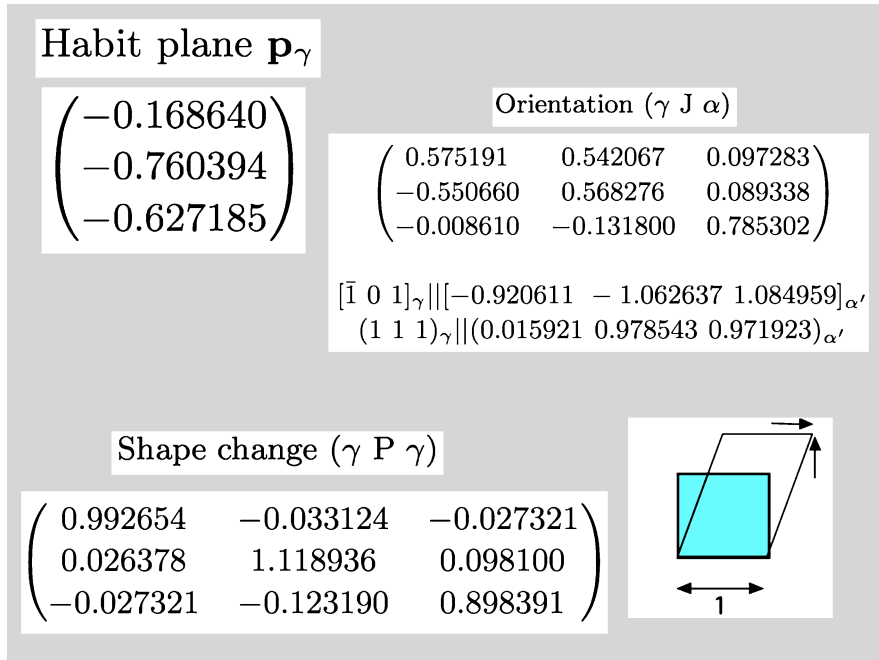 Habit plane p_γ
−0.168640
−0.760394
−0.627185
Orientation (γ J α)
0.575191 0.542067 0.097283
−0.550660 0.568276 0.089338
−0.008610 −0.131800 0.785302
[1̄ 0 1]_γ||[−0.920611 − 1.062637 1.084959]_α′
(1 1 1)_γ||(0.015921 0.978543 0.971923)_α′
Shape change (γ P γ)
0.992654 −0.033124 −0.027321
0.026378 1.118936 0.098100
−0.027321 −0.123190 0.898391
1